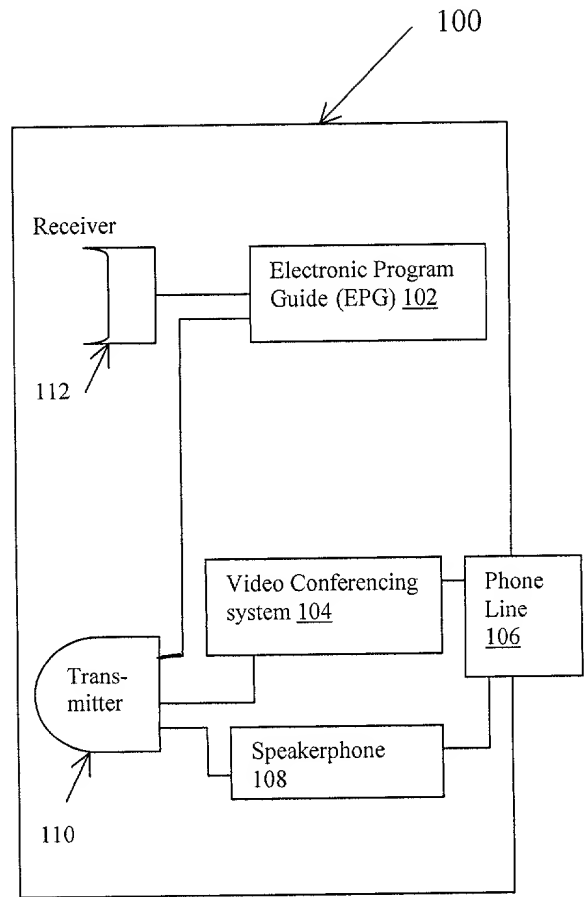 100
Receiver
Electronic Program
Guide (EPG) 102
112
Video Conferencing
system 104
Phone
Line
106
Trans-
mitter
Speakerphone
108
110